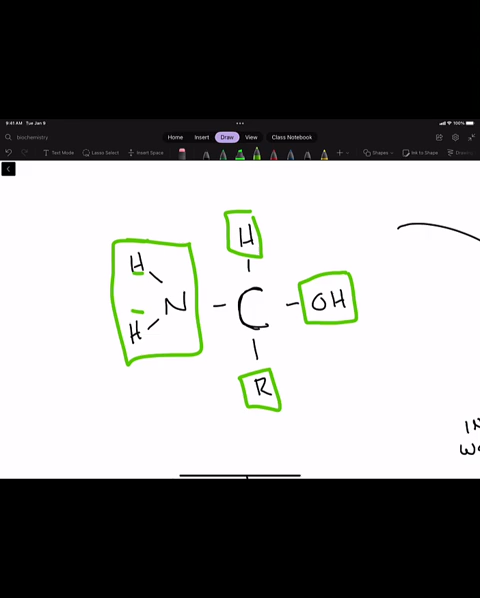 9:41 AM Tue Jan 9
100%
biochemistry
Home Insert Draw View Class Notebook
Text Mode Lasso Select Insert Space Shapes Ink to Shape
H
H
N C OH
H
R